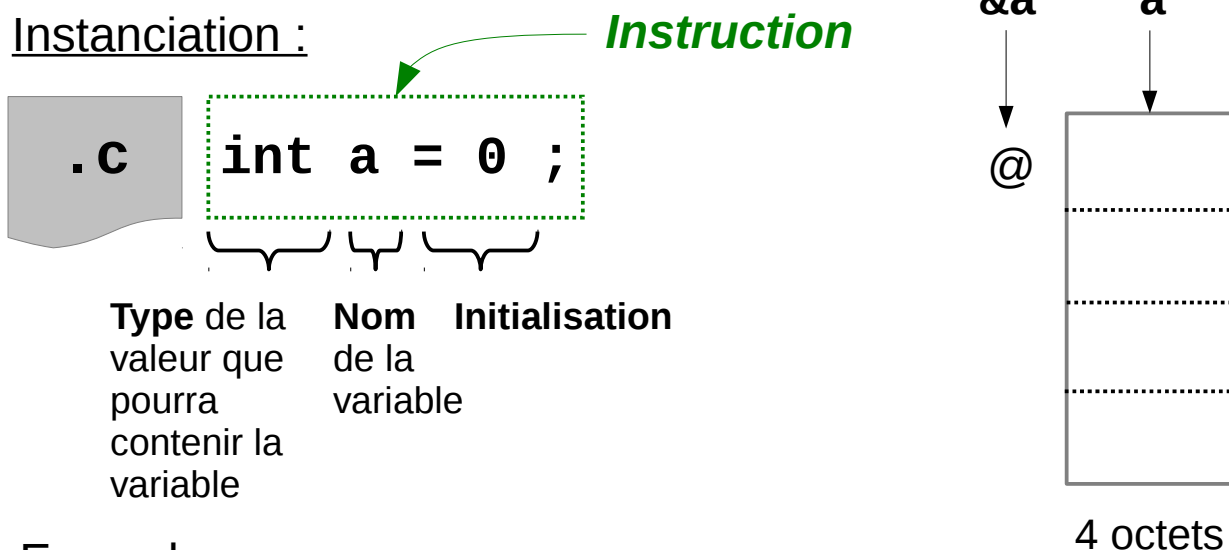 Instanciation :
Instruction
.c
int a = 0 ;
Type de la
valeur que
pourra
contenir la
variable
Nom
de la
variable
Initialisation
&a
a
@
4 octets